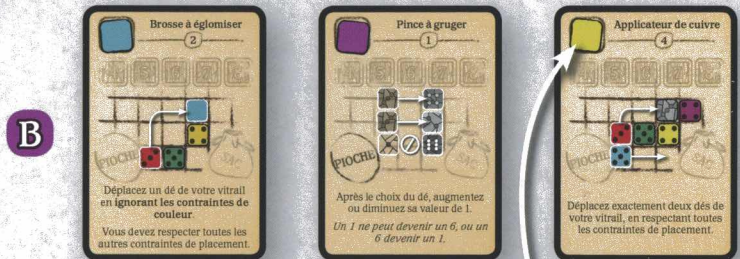 B
Brosse à églomiser
2
PIOCHE
SAC
Déplacez un dé de votre vitrail
en ignorant les contraintes de
couleur.
Vous devez respecter toutes les
autres contraintes de placement.
Pince à gruger
1
PIOCHE
SAC
Après le choix du dé, augmentez
ou diminuez sa valeur de 1.
Un 1 ne peut devenir un 6, ou un
6 devenir un 1.
Applicateur de cuivre
4
PIOCHE
SAC
Déplacez exactement deux dés de
votre vitrail, en respectant toutes
les contraintes de placement.